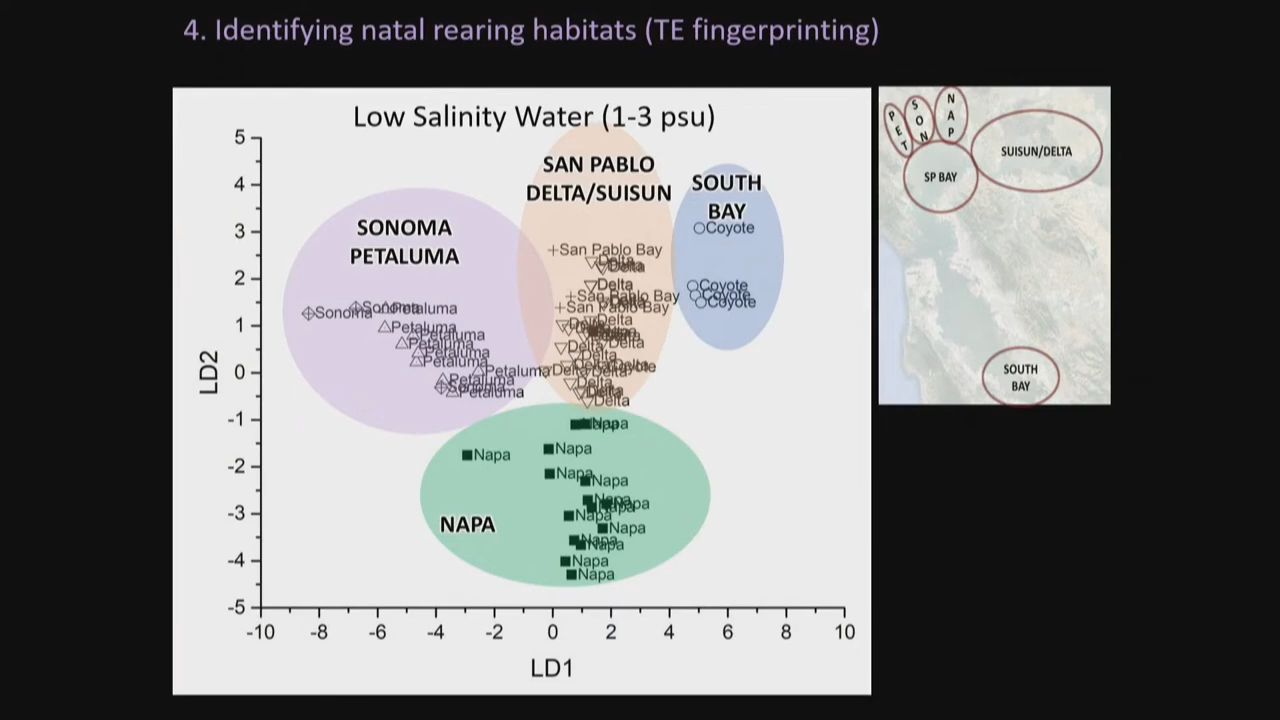 4. Identifying natal rearing habitats (TE fingerprinting)
Low Salinity Water (1-3 psu)
5
4
3
2
1
0
-1
-2
-3
-4
-5
LD2
SAN PABLO
DELTA/SUISUN
SOUTH
BAY
SONOMA
PETALUMA
NAPA
Coyote
San Pablo Bay
Delta
Delta
Coyote
Delta
San Pablo Bay
Coyote
Coyote
San Pablo Bay
Sonoma
Sonoma
Petaluma
Petaluma
Petaluma
Petaluma
Petaluma
Petaluma
Petaluma
Petaluma
Sonoma
Petaluma
Delta
Delta
Delta
Delta
Delta
Delta
Delta
Delta
Napa
Napa
Napa
Napa
Napa
Napa
Napa
Napa
Napa
Napa
Napa
Napa
Napa
-10
-8
-6
-4
-2
0
2
4
6
8
10
LD1
PET
SON
NAP
SP BAY
SUISUN/DELTA
SOUTH
BAY